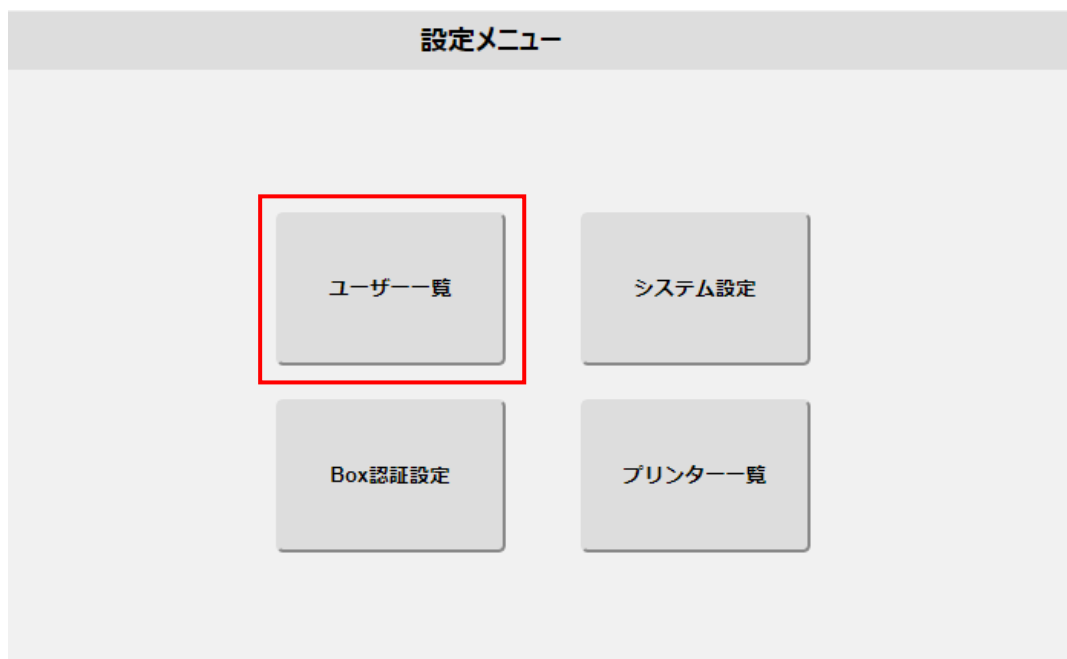 設定メニュー
ユーザー一覧
システム設定
Box認証設定
プリンター一覧